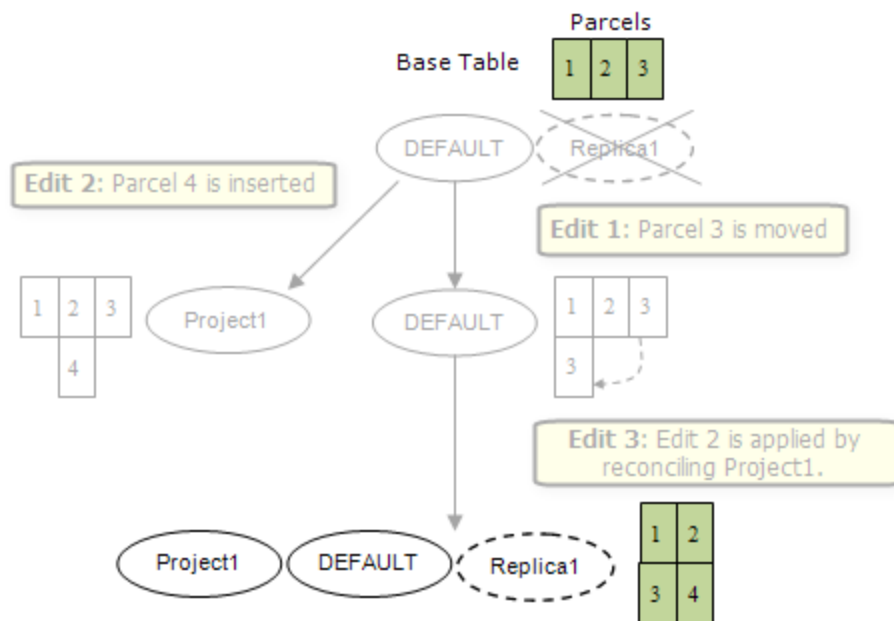 Parcels
Base Table
1 2 3
DEFAULT
Replica1
Edit 2: Parcel 4 is inserted
Edit 1: Parcel 3 is moved
1 2 3
4
Project1
DEFAULT
1 2 3
3
Edit 3: Edit 2 is applied by
reconciling Project1.
Project1
DEFAULT
Replica1
1 2
3 4